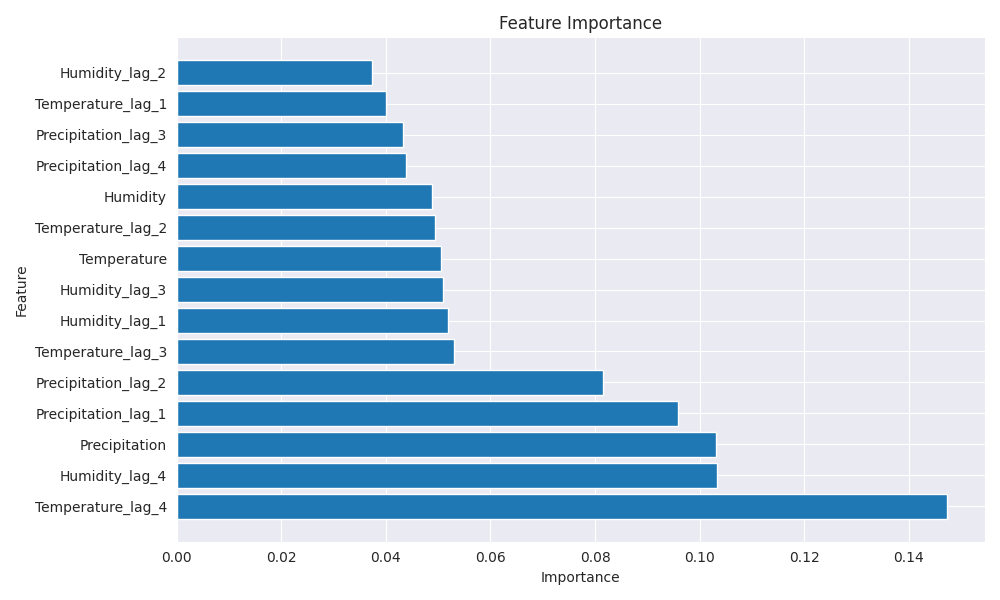 Feature Importance
Humidity_lag_2
Temperature_lag_1
Precipitation_lag_3
Precipitation_lag_4
Humidity
Temperature_lag_2
Temperature
Humidity_lag_3
Humidity_lag_1
Temperature_lag_3
Precipitation_lag_2
Precipitation_lag_1
Precipitation
Humidity_lag_4
Temperature_lag_4
Feature
0.00 0.02 0.04 0.06 0.08 0.10 0.12 0.14
Importance